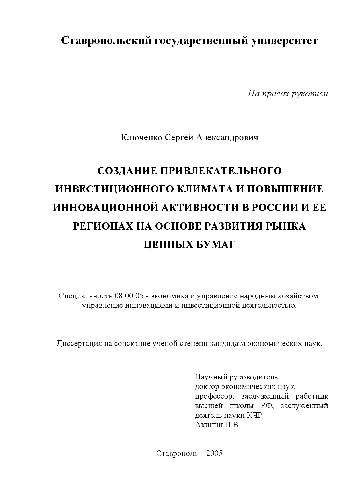 Ставропольский государственный университет
На правах рукописи
Ключенко Сергей Александрович
СОЗДАНИЕ ПРИВЛЕКАТЕЛЬНОГО
ИНВЕСТИЦИОННОГО КЛИМАТА И ПОВЫШЕНИЕ
ИННОВАЦИОННОЙ АКТИВНОСТИ В РОССИИ И ЕЕ
РЕГИОНАХ НА ОСНОВЕ РАЗВИТИЯ РЫНКА
ЦЕННЫХ БУМАГ
Специальность 08.00.05 - экономика и управление народным хозяйством:
управление инновациями и инвестиционной деятельностью.
Диссертация на соискание ученой степени кандидата экономических наук.
Научный руководитель
доктор экономических наук,
профессор, заслуженный работник
высшей школы РФ, заслуженный
деятель науки КЧР
Ставрополь - 2005